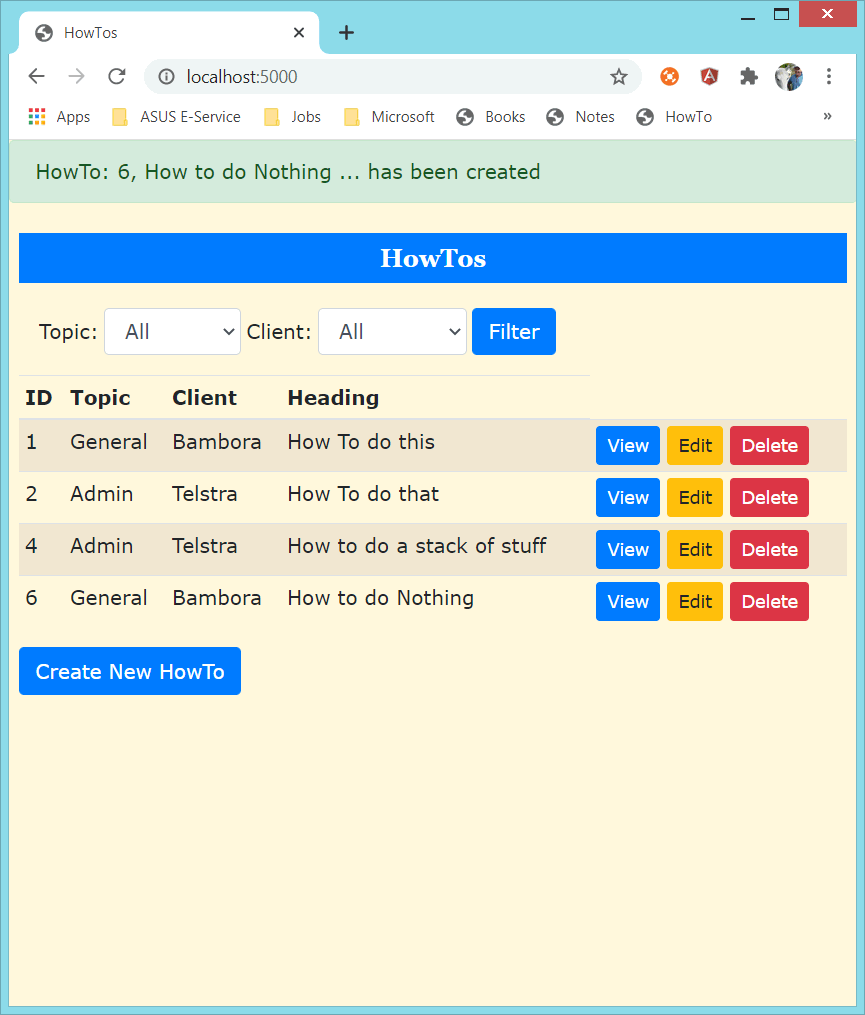 HowTos
localhost:5000
Apps ASUS E-Service Jobs Microsoft Books Notes HowTo »
HowTo: 6, How to do Nothing ... has been created
HowTos
Topic: All Client: All Filter
ID Topic Client Heading
1 General Bambora How To do this View Edit Delete
2 Admin Telstra How To do that View Edit Delete
4 Admin Telstra How to do a stack of stuff View Edit Delete
6 General Bambora How to do Nothing View Edit Delete
Create New HowTo